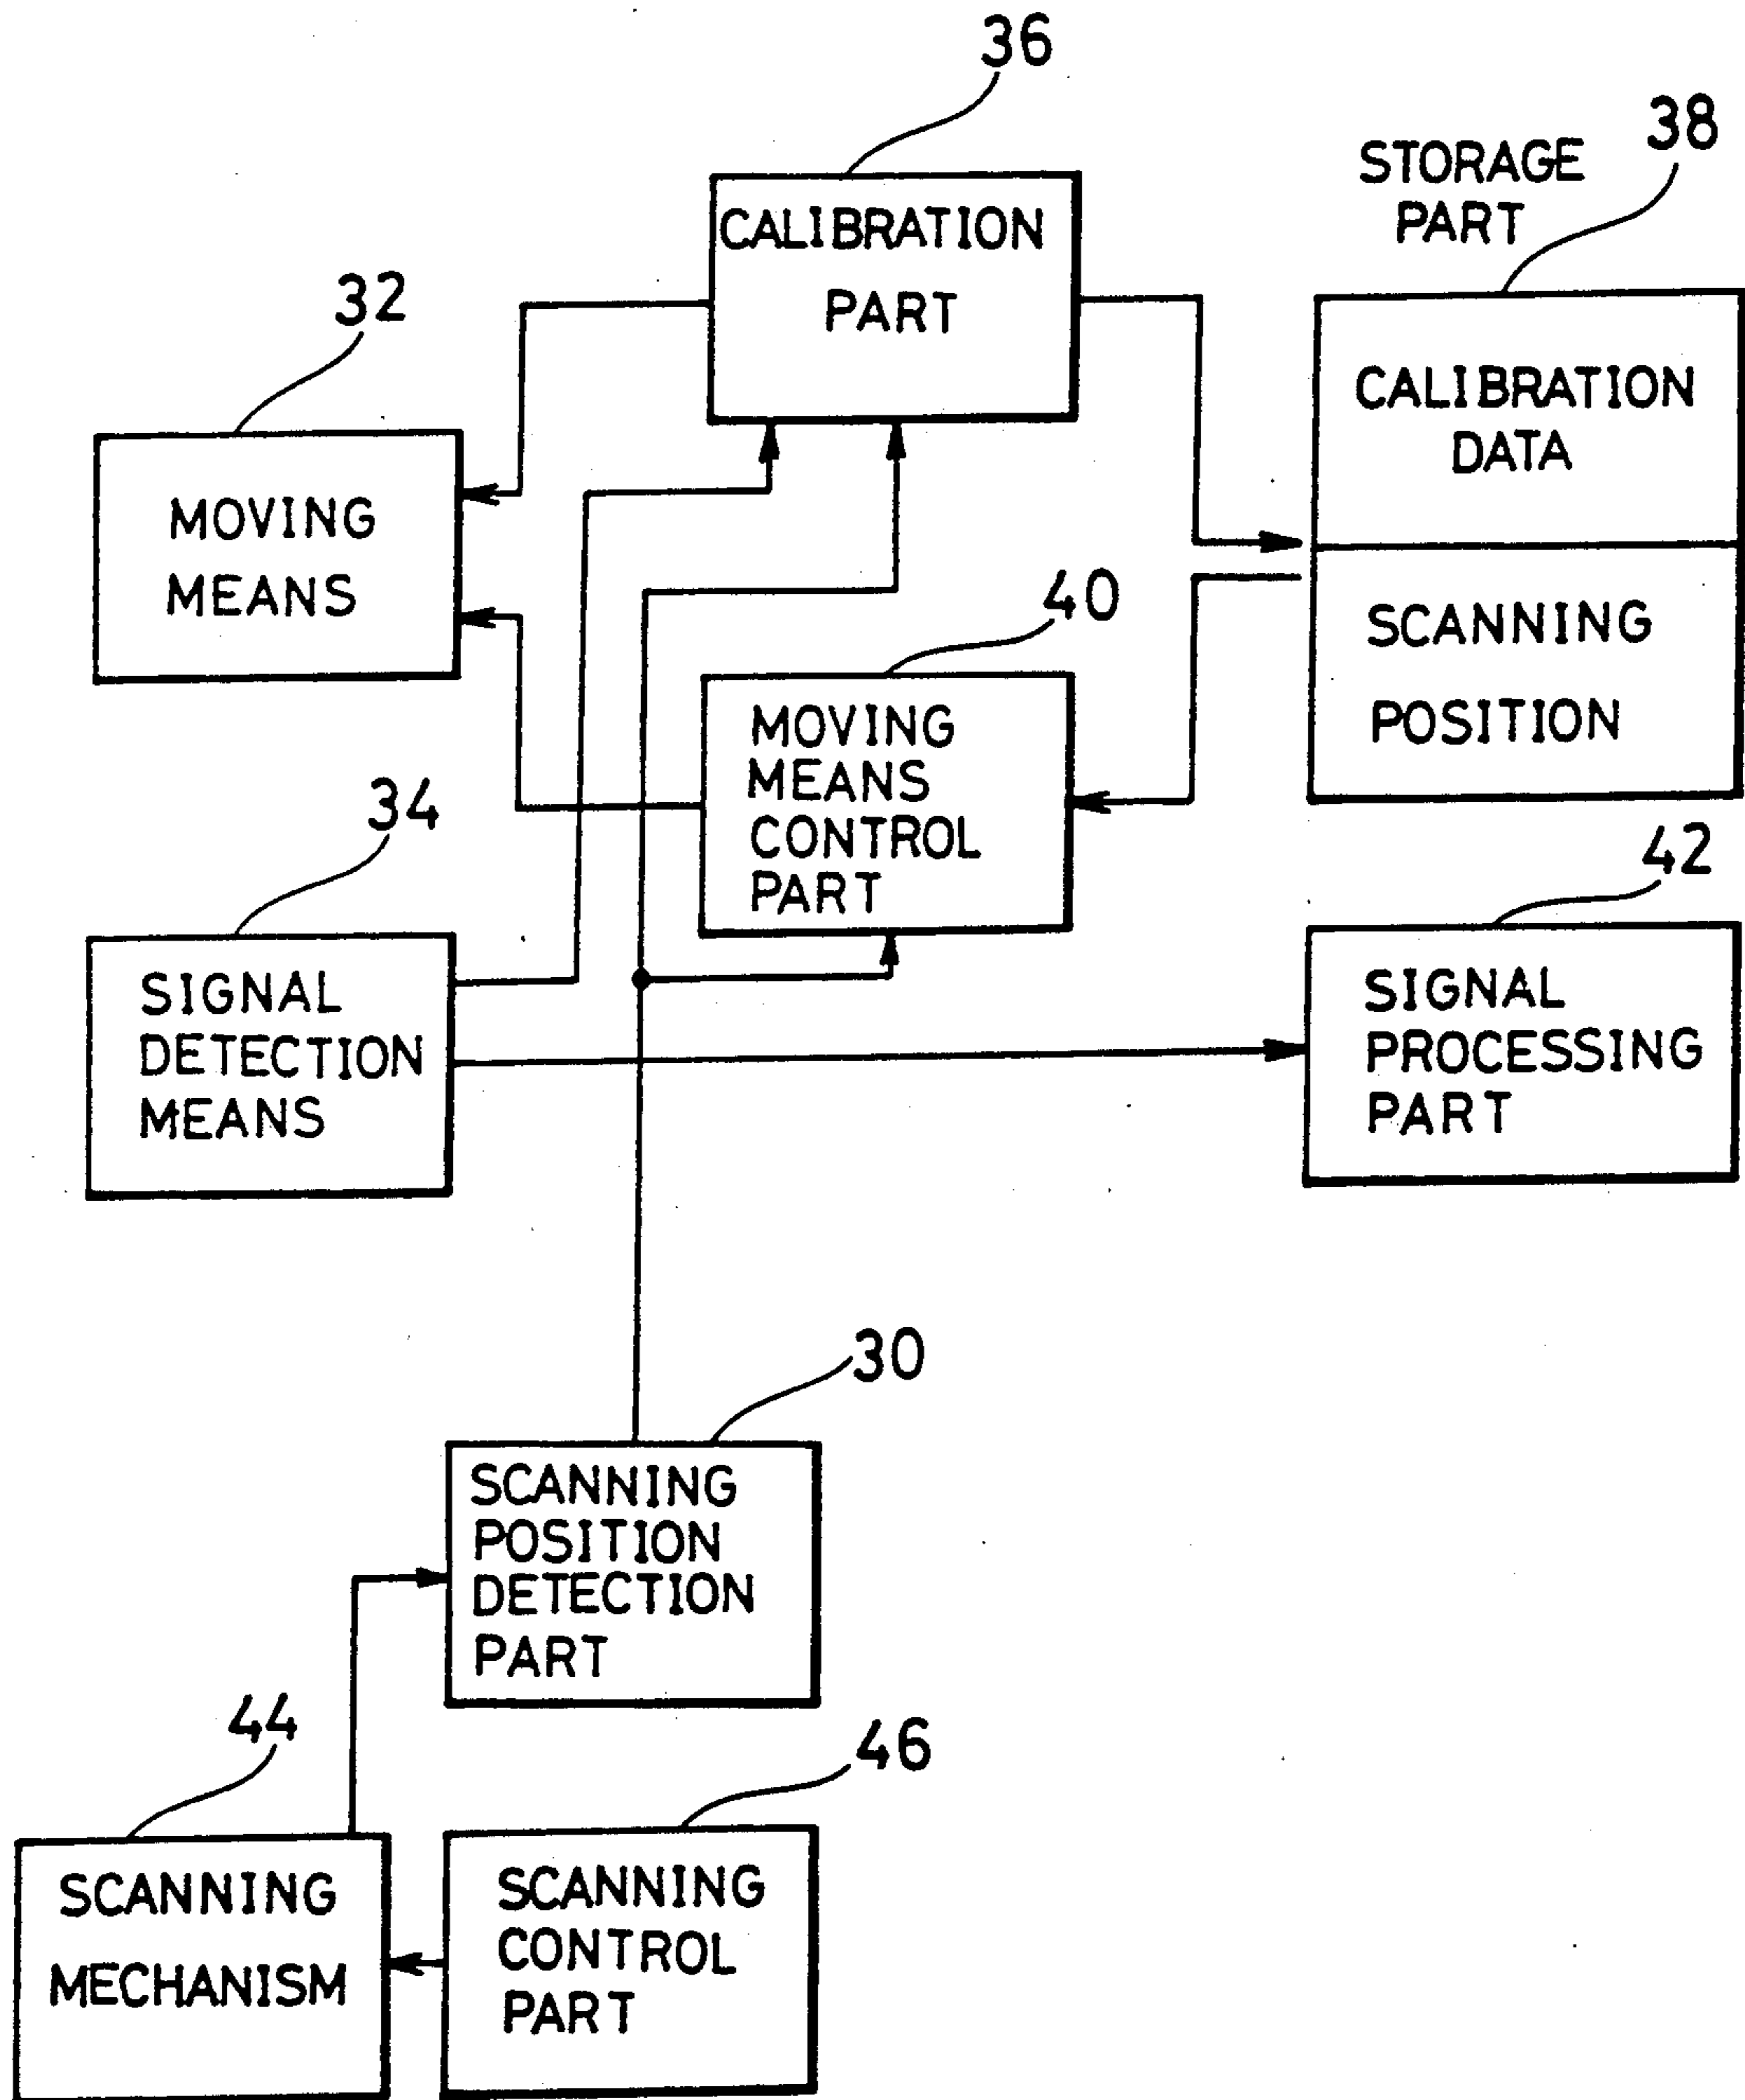 36
38
STORAGE
PART
CALIBRATION
PART
32
CALIBRATION
DATA
MOVING
MEANS
40
SCANNING
POSITION
MOVING
MEANS
CONTROL
PART
34
42
SIGNAL
DETECTION
MEANS
SIGNAL
PROCESSING
PART
30
SCANNING
POSITION
DETECTION
PART
44
46
SCANNING
MECHANISM
SCANNING
CONTROL
PART